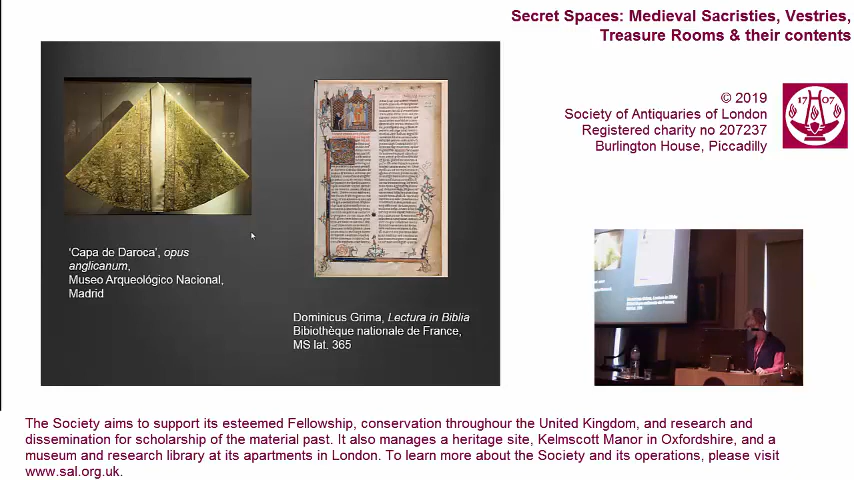 Secret Spaces: Medieval Sacristies, Vestries,
Treasure Rooms & their contents
© 2019
Society of Antiquaries of London
Registered charity no 207237
Burlington House, Piccadilly
17 07
'Capa de Daroca', opus
anglicanum,
Museo Arqueológico Nacional,
Madrid
Dominicus Grima, Lectura in Biblia
Bibiothèque nationale de France,
MS lat. 365
The Society aims to support its esteemed Fellowship, conservation throughour the United Kingdom, and research and
dissemination for scholarship of the material past. It also manages a heritage site, Kelmscott Manor in Oxfordshire, and a
museum and research library at its apartments in London. To learn more about the Society and its operations, please visit
www.sal.org.uk.